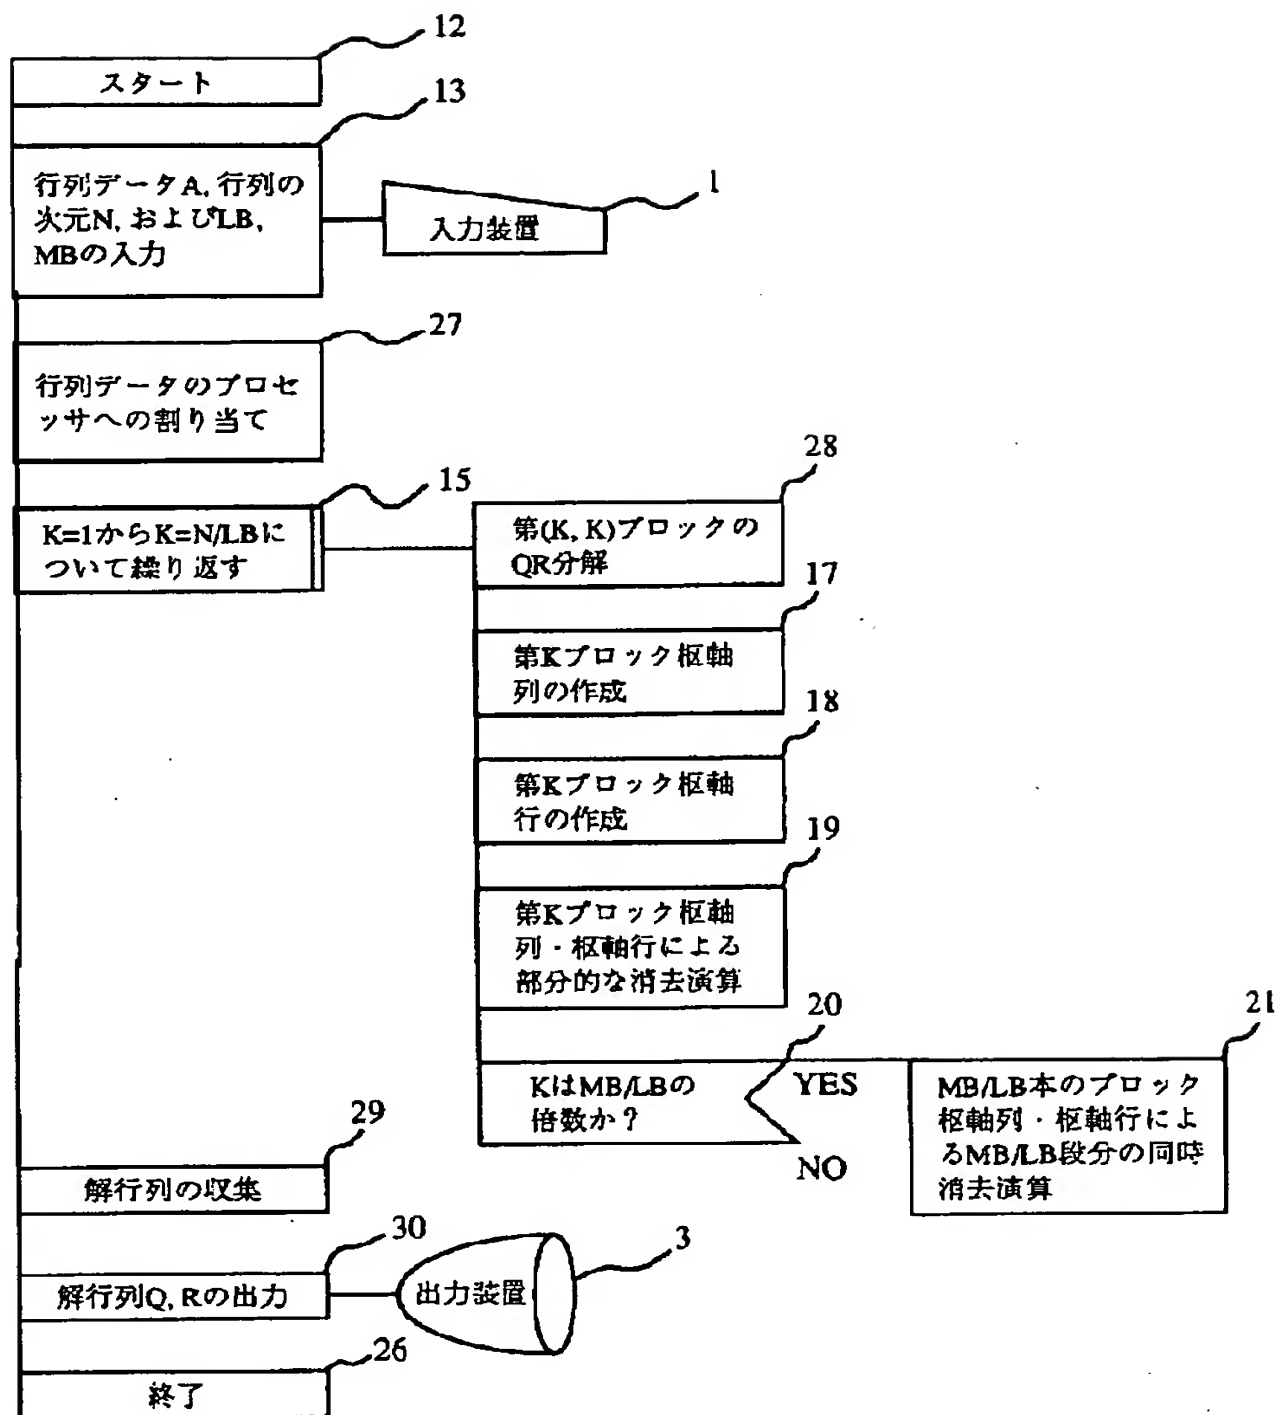 12
スタート
13
行列データA, 行列の
次元N, およびLB,
MBの入力
1
入力装置
27
行列データのプロセ
ッサへの割り当て
15
K=1からK=N/LBに
ついて繰り返す
28
第(K, K)ブロックの
QR分解
17
第Kブロック枢軸
列の作成
18
第Kブロック枢軸
行の作成
19
第Kブロック枢軸
列・枢軸行による
部分的な消去演算
20
KはMB/LBの
倍数か?
YES
NO
21
MB/LB本のブロック
枢軸列・枢軸行によ
るMB/LB段分の同時
消去演算
29
解行列の収集
30
解行列Q, Rの出力
3
出力装置
26
終了